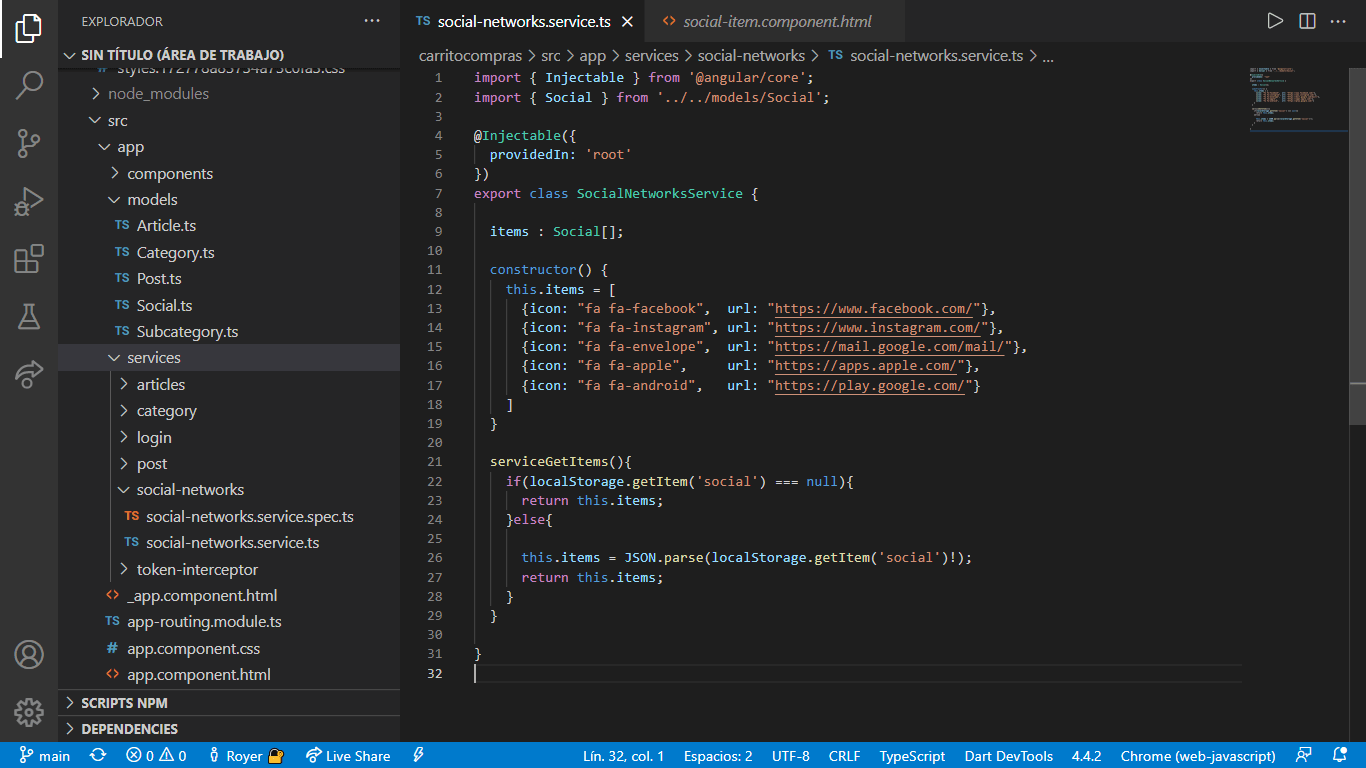 EXPLORADOR
SIN TÍTULO (ÁREA DE TRABAJO)
styles.172778a83734a73c0fa3.css
node_modules
src
app
components
models
TS Article.ts
TS Category.ts
TS Post.ts
TS Social.ts
TS Subcategory.ts
services
articles
category
login
post
social-networks
TS social-networks.service.spec.ts
TS social-networks.service.ts
token-interceptor
<> _app.component.html
TS app-routing.module.ts
# app.component.css
<> app.component.html
SCRIPTS NPM
DEPENDENCIES
TS social-networks.service.ts
<> social-item.component.html
carritocompras > src > app > services > social-networks > TS social-networks.service.ts > ...
1 import { Injectable } from '@angular/core';
2 import { Social } from '../../models/Social';
3
4 @Injectable({
5   providedIn: 'root'
6 })
7 export class SocialNetworksService {
8
9   items : Social[];
10
11   constructor() {
12     this.items = [
13       {icon: "fa fa-facebook",  url: "https://www.facebook.com/"},
14       {icon: "fa fa-instagram", url: "https://www.instagram.com/"},
15       {icon: "fa fa-envelope",  url: "https://mail.google.com/mail/"},
16       {icon: "fa fa-apple",     url: "https://apps.apple.com/"},
17       {icon: "fa fa-android",   url: "https://play.google.com/"}
18     ]
19   }
20
21   serviceGetItems(){
22     if(localStorage.getItem('social') === null){
23       return this.items;
24     }else{
25
26       this.items = JSON.parse(localStorage.getItem('social')!);
27       return this.items;
28     }
29   }
30
31 }
32
main 0 0 Royer Live Share Lín. 32, col. 1 Espacios: 2 UTF-8 CRLF TypeScript Dart DevTools 4.4.2 Chrome (web-javascript)